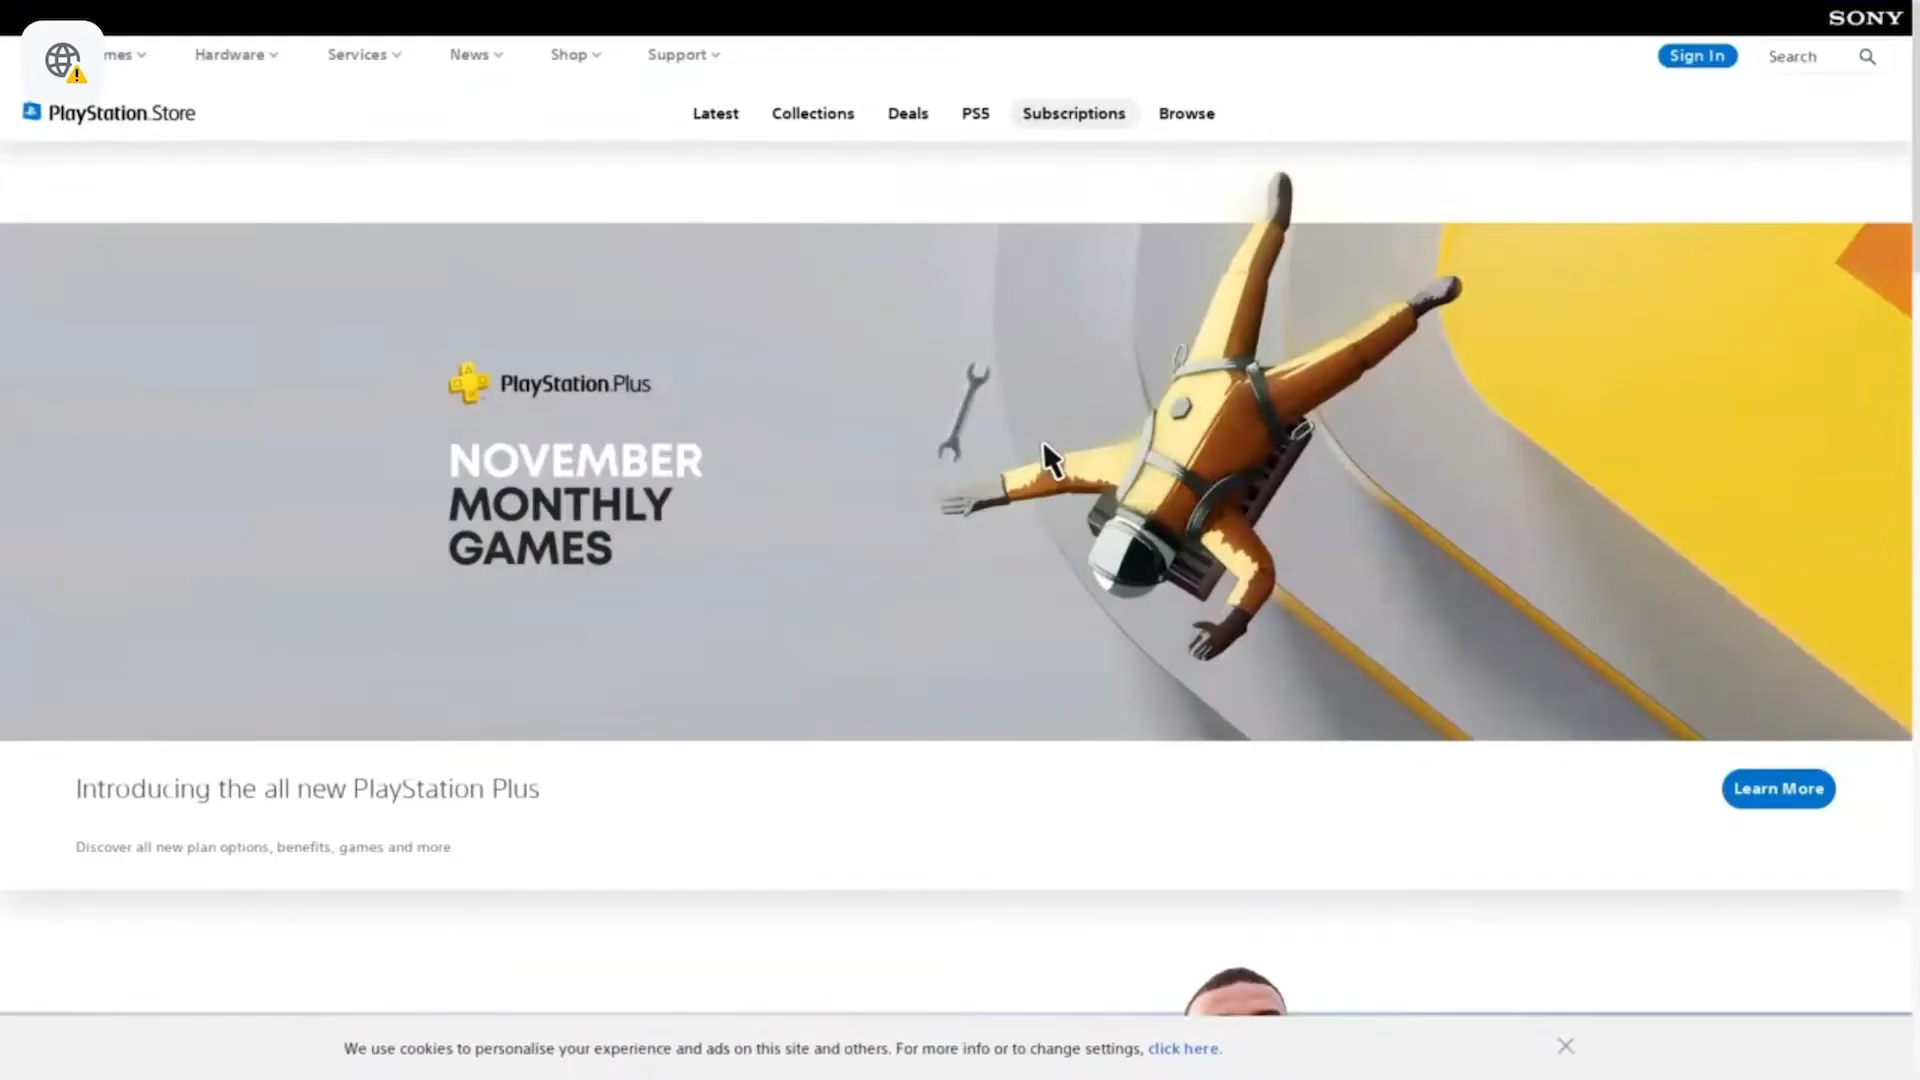 SONY
mes
Hardware
Services
News
Shop
Support
Sign In
Search
PlayStation.Store
Latest
Collections
Deals
PS5
Subscriptions
Browse
PlayStation.Plus
NOVEMBER
MONTHLY
GAMES
Introducing the all new PlayStation Plus
Learn More
Discover all new plan options, benefits, games and more.
We use cookies to personalise your experience and ads on this site and others. For more info or to change settings, click here.